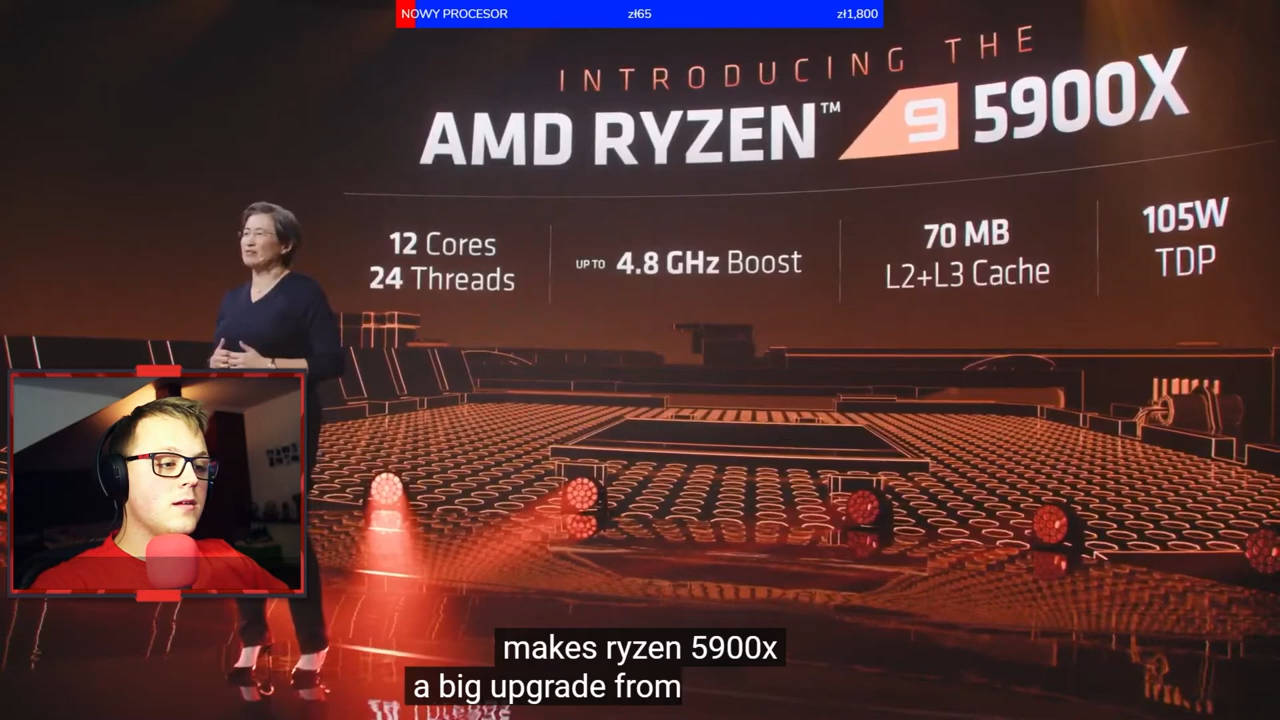 NOWY PROCESOR zł65 zł1,800
INTRODUCING THE
AMD RYZEN™ 9 5900X
12 Cores
24 Threads
UP TO 4.8 GHz Boost
70 MB
L2+L3 Cache
105W
TDP
makes ryzen 5900x
a big upgrade from